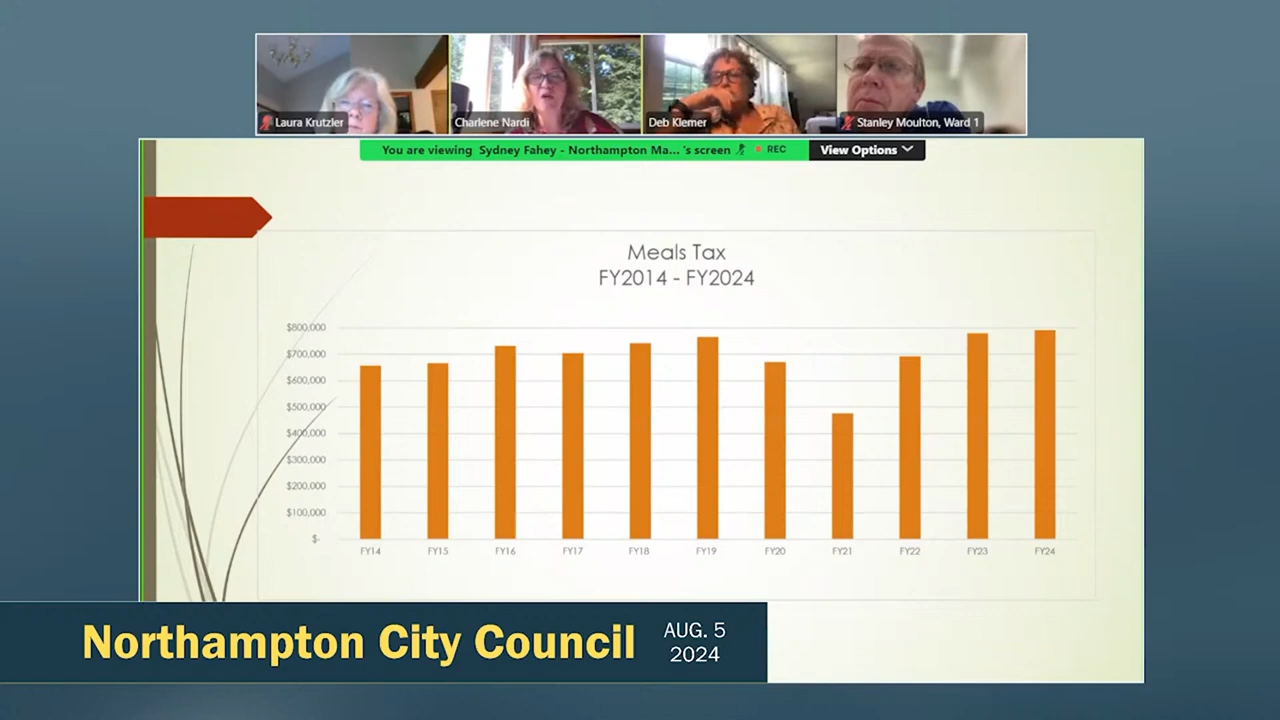 Laura Krutzler
Charlene Nardi
Deb Klemer
Stanley Moulton, Ward 1
You are viewing Sydney Fahey - Northampton Ma... 's screen
REC
View Options
Meals Tax
FY2014 - FY2024
$800,000
$700,000
$600,000
$500,000
$400,000
$300,000
$200,000
$100,000
$-
FY14 FY15 FY16 FY17 FY18 FY19 FY20 FY21 FY22 FY23 FY24
Northampton City Council
AUG. 5
2024